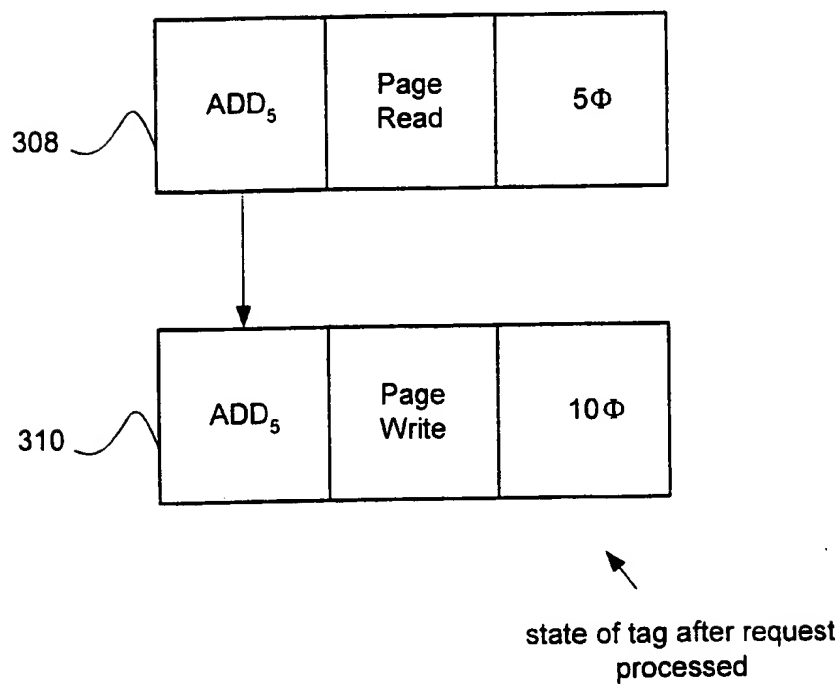 ADD₅
Page
Read
5Φ
308
ADD₅
Page
Write
10Φ
310
state of tag after request
processed